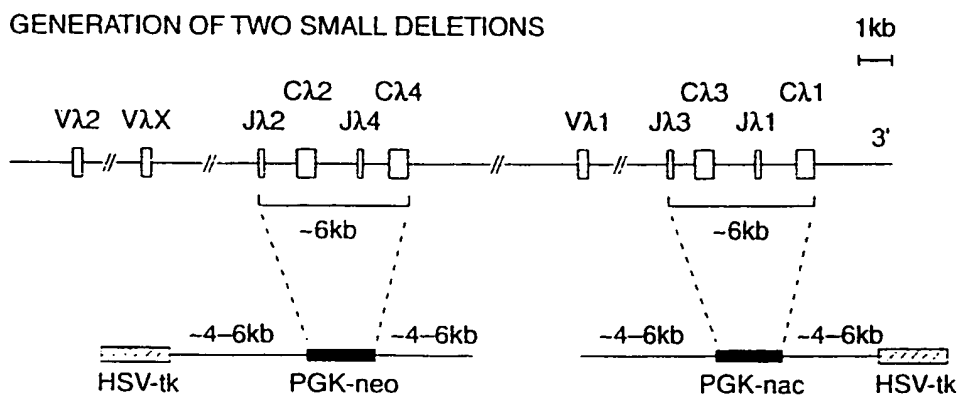 GENERATION OF TWO SMALL DELETIONS
1kb
Cλ2 Cλ4 Cλ3 Cλ1
Vλ2 VλX Jλ2 Jλ4 Vλ1 Jλ3 Jλ1 3'
~6kb ~6kb
~4–6kb ~4–6kb ~4–6kb ~4–6kb
HSV-tk PGK-neo PGK-nac HSV-tk